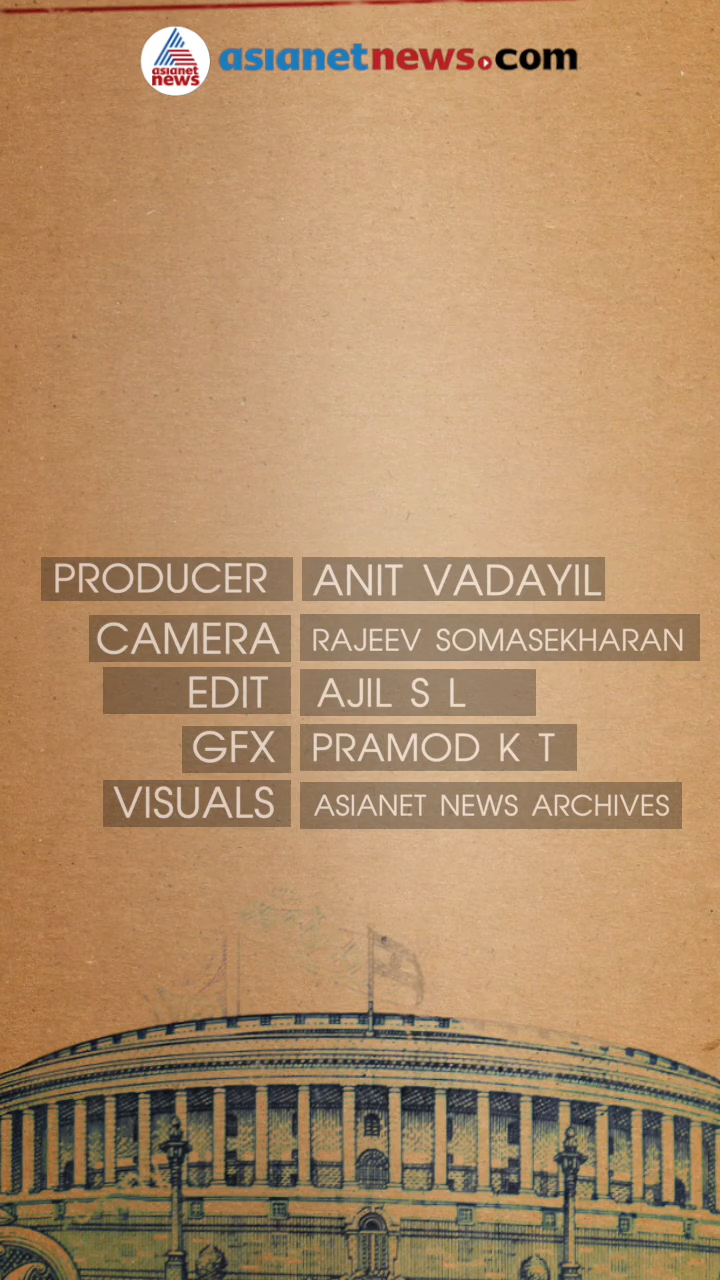 asianet
news
asianetnews.com
PRODUCER ANIT VADAYIL
CAMERA RAJEEV SOMASEKHARAN
EDIT AJIL S L
GFX PRAMOD K T
VISUALS ASIANET NEWS ARCHIVES